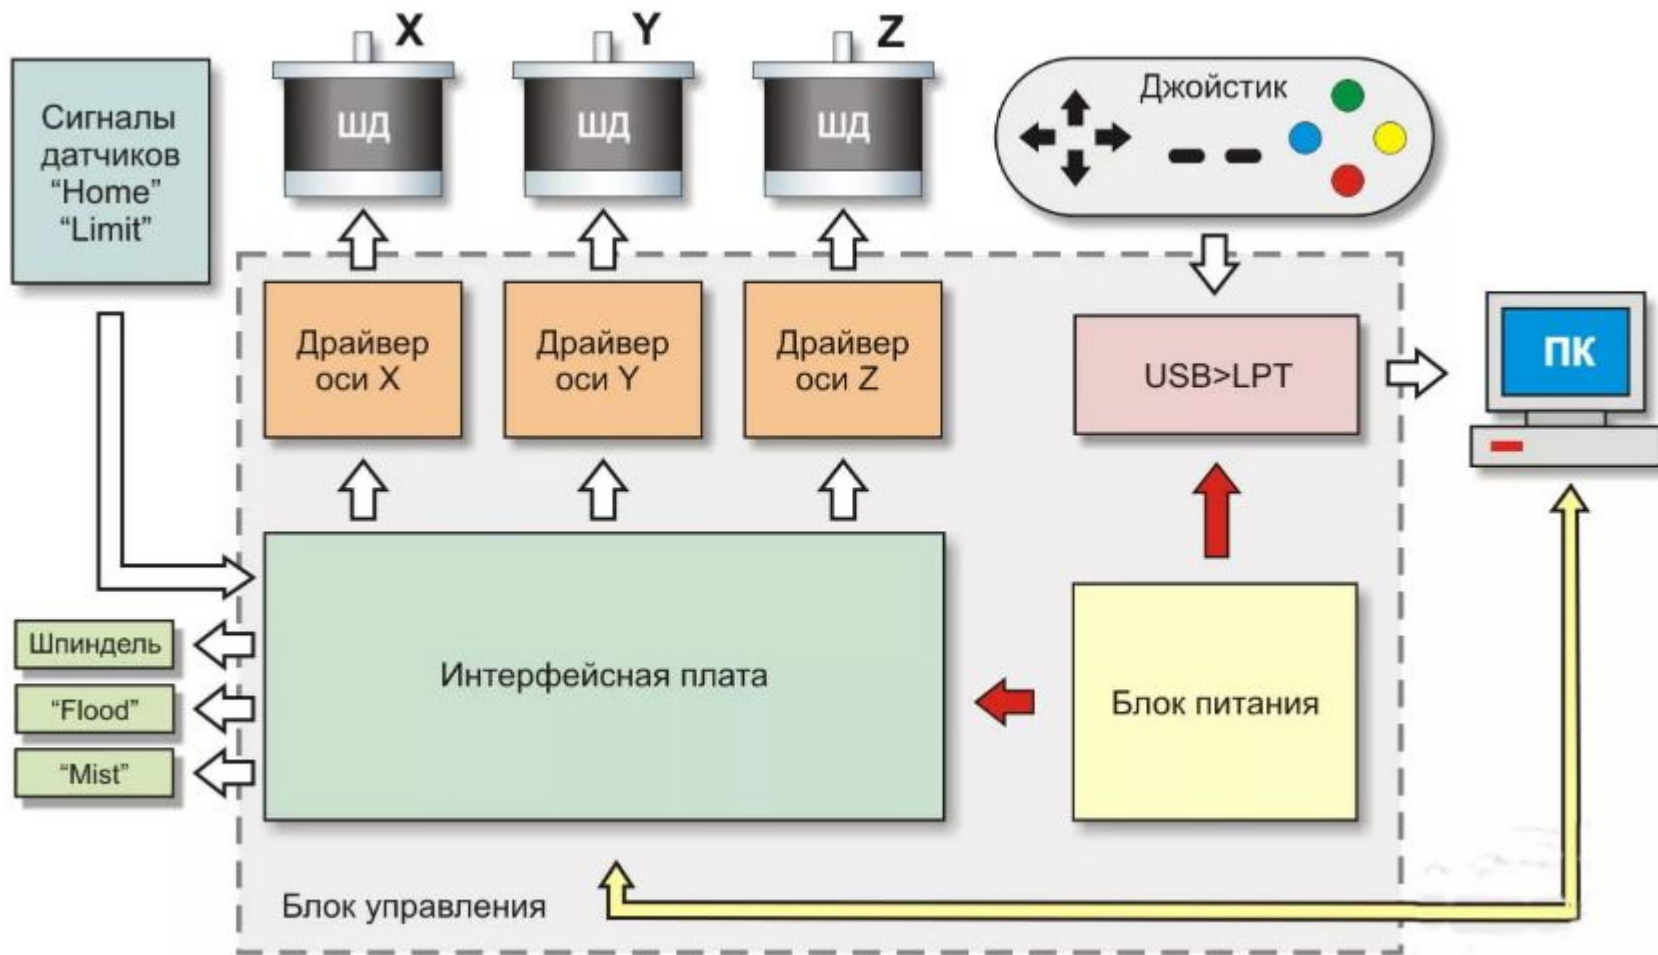 X
Y
Z
Сигналы
датчиков
“Home”
“Limit”
ШД
ШД
ШД
Джойстик
Драйвер
оси X
Драйвер
оси Y
Драйвер
оси Z
USB>LPT
ПК
Шпиндель
“Flood”
“Mist”
Интерфейсная плата
Блок питания
Блок управления